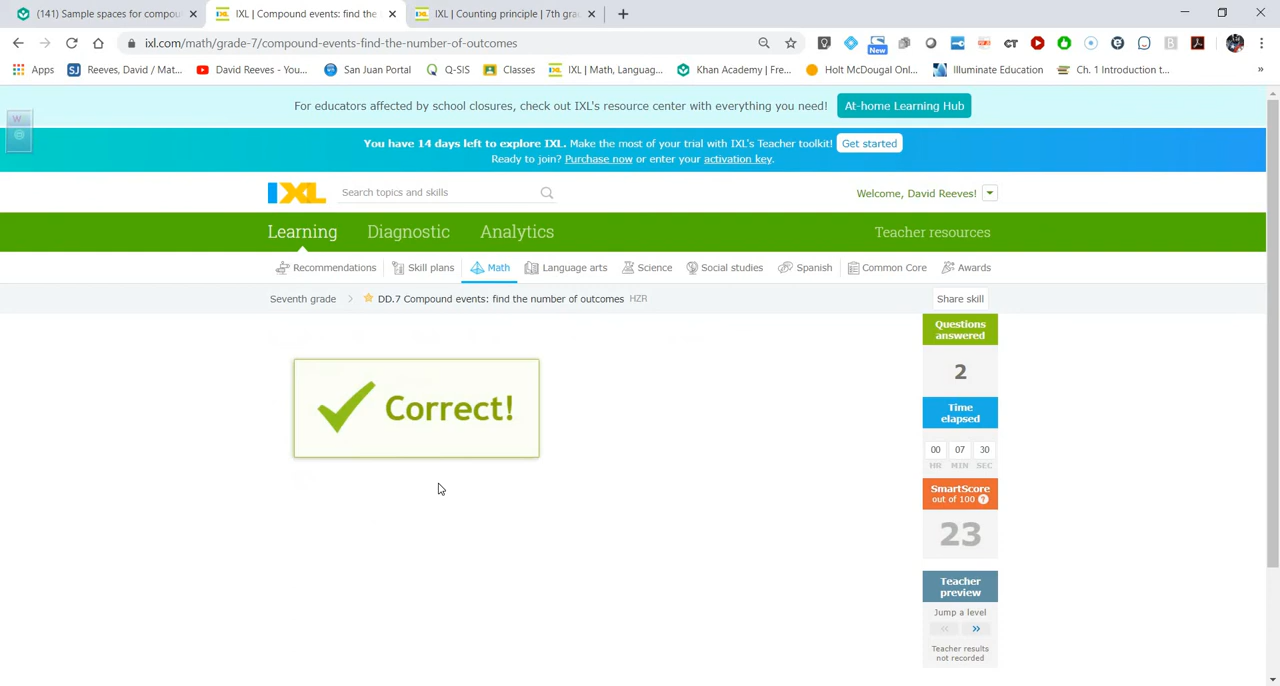 (141) Sample spaces for compou
IXL | Compound events: find the
IXL | Counting principle | 7th gra
ixl.com/math/grade-7/compound-events-find-the-number-of-outcomes
New
Apps
Reeves, David / Mat...
David Reeves - You...
San Juan Portal
Q-SIS
Classes
IXL | Math, Languag...
Khan Academy | Fre...
Holt McDougal Onl...
Illuminate Education
Ch. 1 Introduction t...
For educators affected by school closures, check out IXL's resource center with everything you need!
At-home Learning Hub
W
You have 14 days left to explore IXL. Make the most of your trial with IXL's Teacher toolkit!
Get started
Ready to join? Purchase now or enter your activation key.
IXL
Search topics and skills
Welcome, David Reeves!
Learning
Diagnostic
Analytics
Teacher resources
Recommendations
Skill plans
Math
Language arts
Science
Social studies
Spanish
Common Core
Awards
Seventh grade
DD.7 Compound events: find the number of outcomes HZR
Share skill
Correct!
Questions
answered
2
Time
elapsed
00 07 30
HR MIN SEC
SmartScore
out of 100 ?
23
Teacher
preview
Jump a level
Teacher results
not recorded